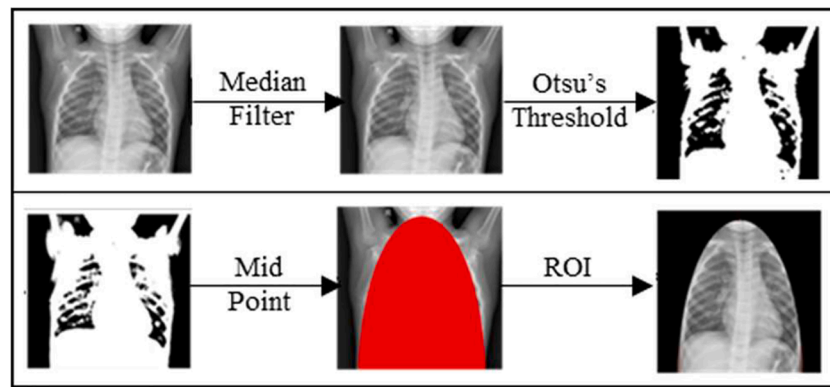 Median
Filter
Otsu's
Threshold
Mid
Point
ROI